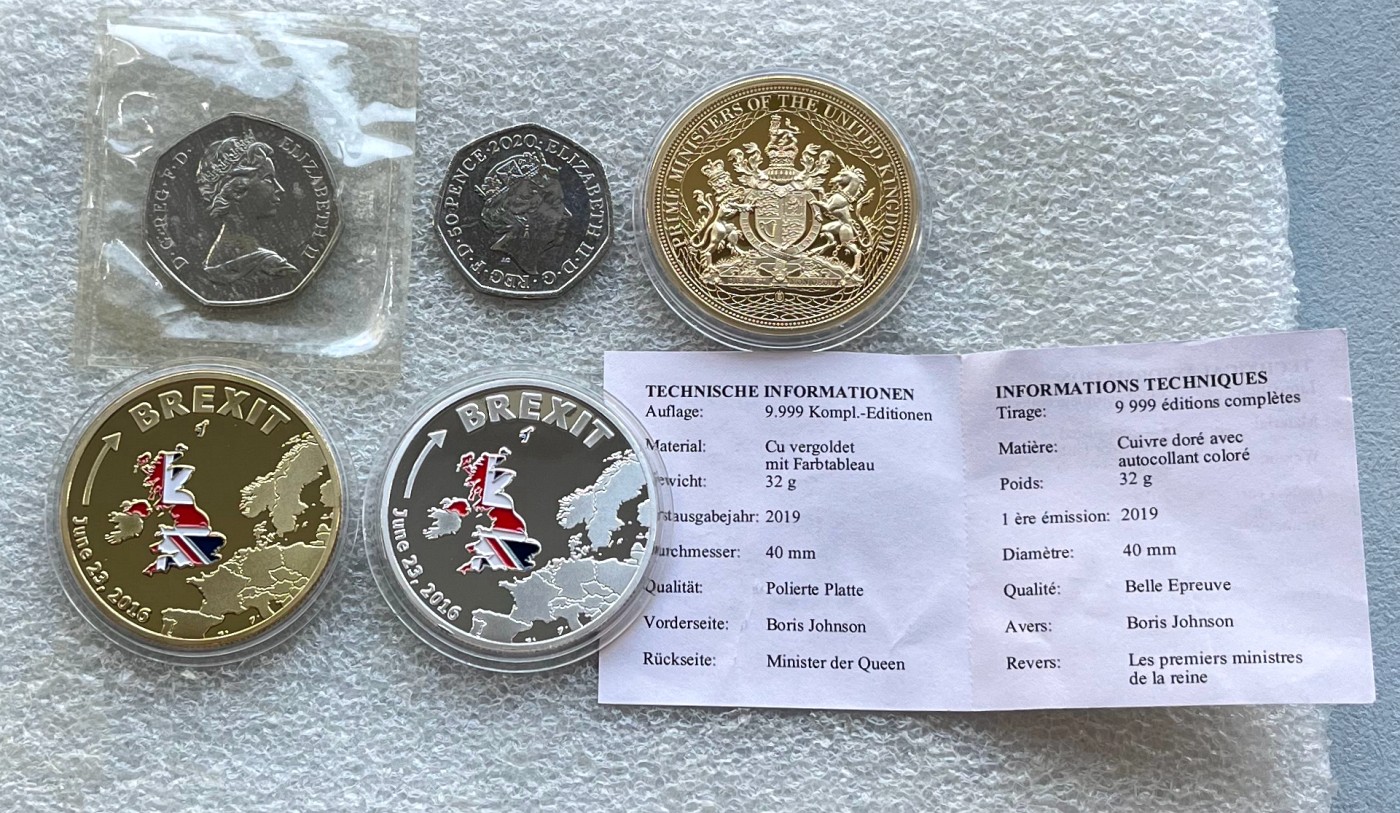 D·G·REG·F·D· ELIZABETH II
ELIZABETH II·D·G·REG·F·D·50 PENCE·2020·
PRIME MINISTERS OF THE UNITED KINGDOM
BREXIT
June 23, 2016
BREXIT
June 23, 2016
TECHNISCHE INFORMATIONEN
Auflage: 9.999 Kompl.-Editionen
Material: Cu vergoldet
mit Farbtableau
ewicht: 32 g
rstausgabejahr: 2019
urchmesser: 40 mm
Qualität: Polierte Platte
Vorderseite: Boris Johnson
Rückseite: Minister der Queen
INFORMATIONS TECHNIQUES
Tirage: 9 999 éditions complètes
Matière: Cuivre doré avec
autocollant coloré
Poids: 32 g
1 ère émission: 2019
Diamètre: 40 mm
Qualité: Belle Epreuve
Avers: Boris Johnson
Revers: Les premiers ministres
de la reine